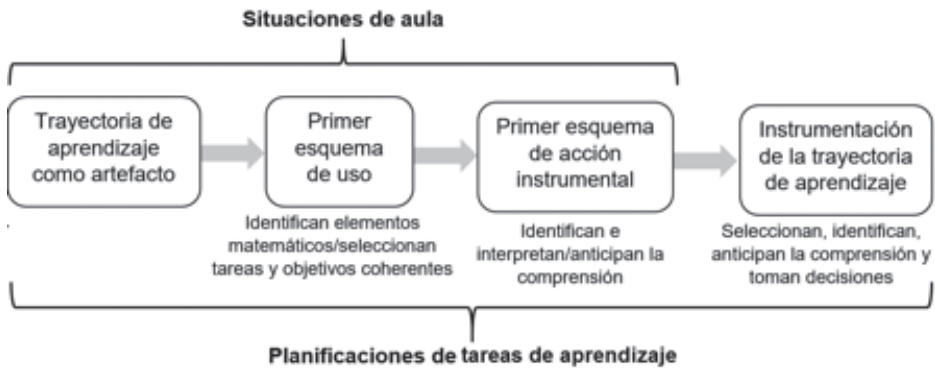 Situaciones de aula
Trayectoria de
aprendizaje
como artefacto
Primer
esquema
de uso
Primer esquema
de acción
instrumental
Instrumentación
de la trayectoria
de aprendizaje
Identifican elementos
matemáticos/seleccionan
tareas y objetivos coherentes
Identifican e
interpretan/anticipan la
comprensión
Seleccionan, identifican,
anticipan la comprensión y
toman decisiones
Planificaciones de tareas de aprendizaje